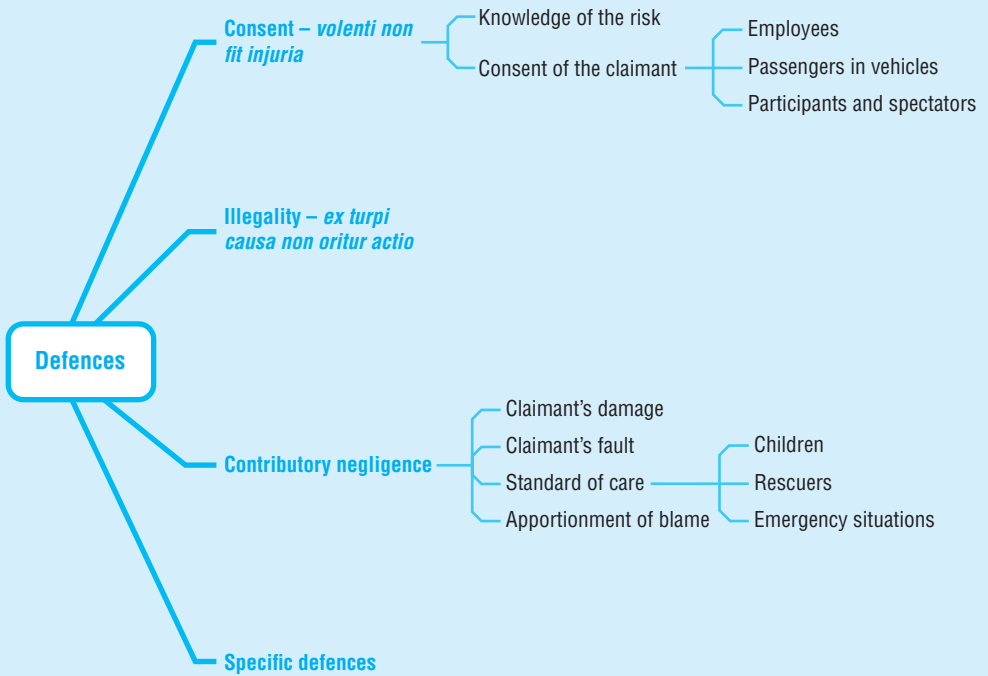 Defences
Consent – volenti non
fit injuria
Knowledge of the risk
Consent of the claimant
Employees
Passengers in vehicles
Participants and spectators
Illegality – ex turpi
causa non oritur actio
Contributory negligence
Claimant’s damage
Claimant’s fault
Standard of care
Apportionment of blame
Children
Rescuers
Emergency situations
Specific defences